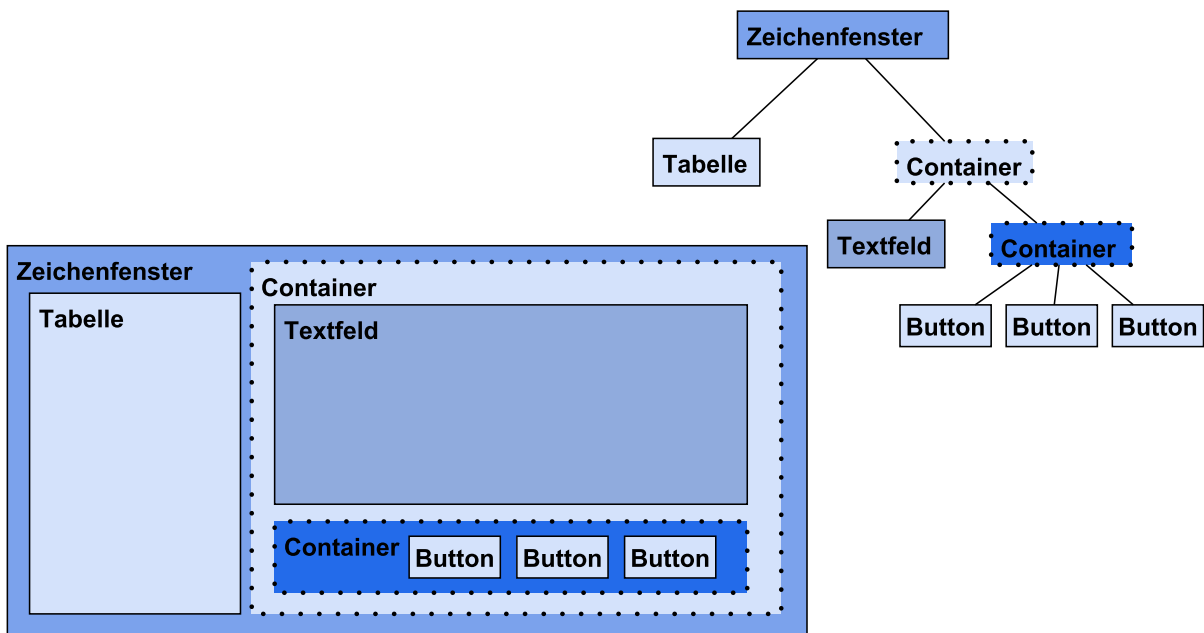 Zeichenfenster
Tabelle
Container
Textfeld
Container
Button Button Button
Zeichenfenster
Container
Tabelle
Textfeld
Container
Button Button Button